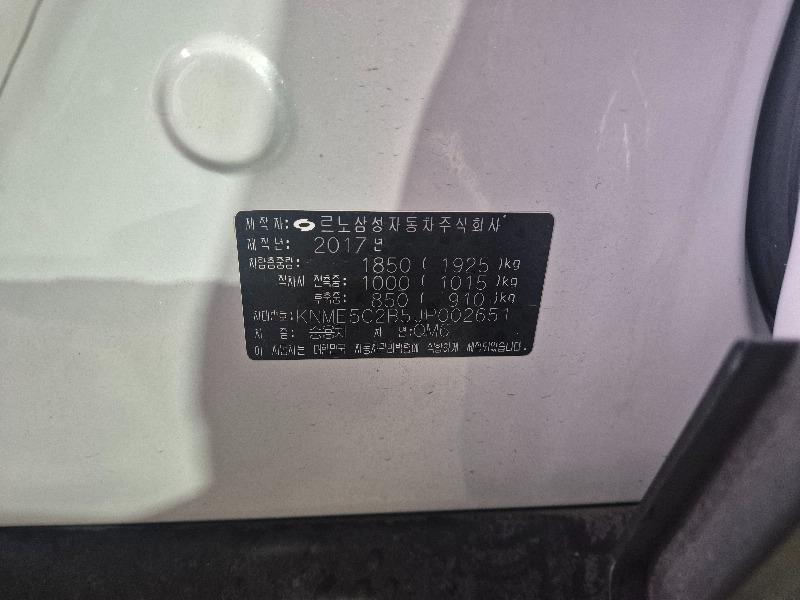 제작자: 르노삼성자동차주식회사
제작년: 2017년
차량총중량: 1850 ( 1925 )kg
적차시 전축중: 1000 ( 1015 )kg
후축중: 850 ( 910 )kg
차대번호: KNME5C2B5JP002651
차 종: 승용차 차 명: QM6
이 자동차는 대한민국 자동차관리법령에 적합하게 제작되었습니다.